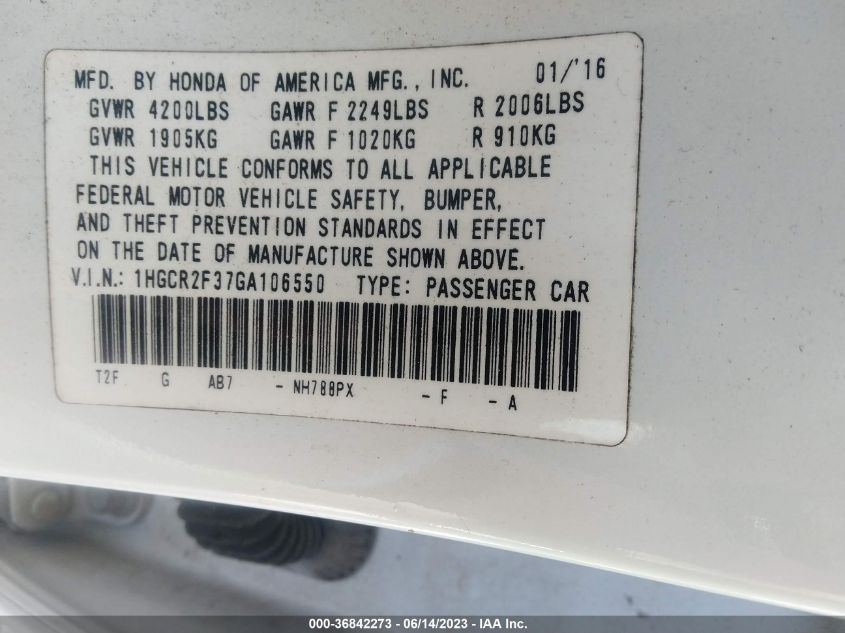 MFD. BY HONDA OF AMERICA MFG., INC. 01/'16
GVWR 4200LBS GAWR F 2249LBS R 2006LBS
GVWR 1905KG GAWR F 1020KG R 910KG
THIS VEHICLE CONFORMS TO ALL APPLICABLE
FEDERAL MOTOR VEHICLE SAFETY, BUMPER,
AND THEFT PREVENTION STANDARDS IN EFFECT
ON THE DATE OF MANUFACTURE SHOWN ABOVE.
V.I.N.: 1HGCR2F37GA106550 TYPE: PASSENGER CAR
T2F G AB7 - NH788PX - F - A
000-36842273 - 06/14/2023 - IAA Inc.